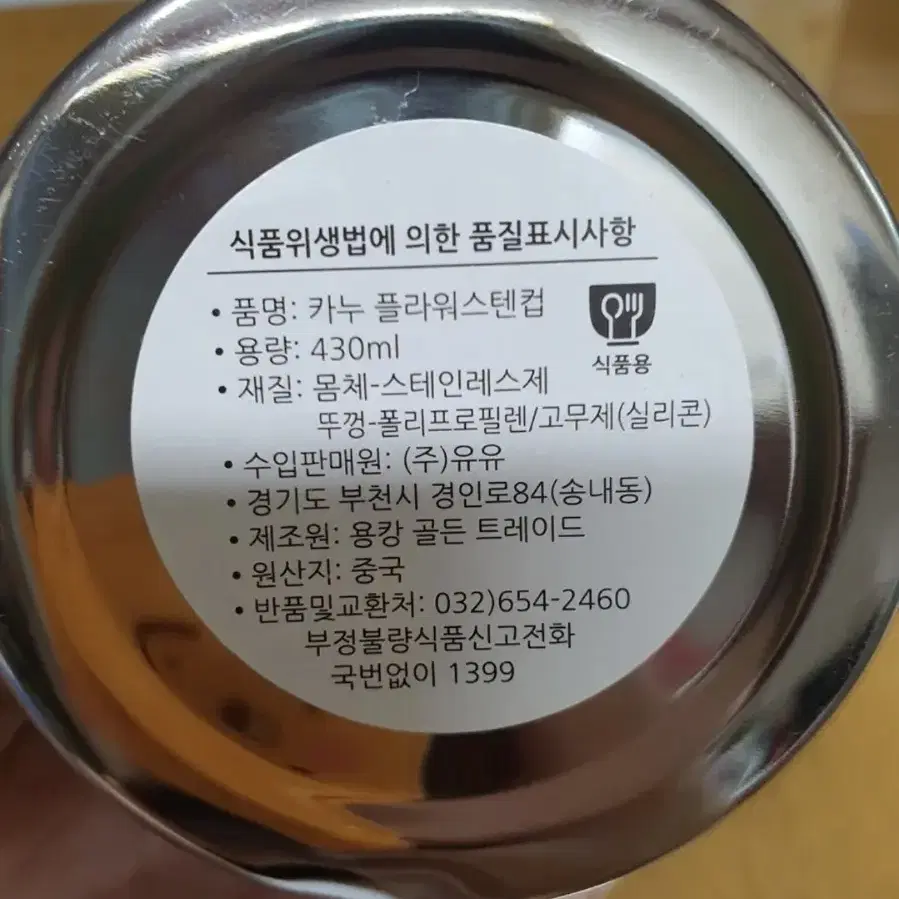 식품위생법에 의한 품질표시사항
• 품명: 카누 플라워스텐컵
• 용량: 430ml
식품용
• 재질: 몸체-스테인레스제
뚜껑-폴리프로필렌/고무제(실리콘)
• 수입판매원: (주)유유
• 경기도 부천시 경인로84(송내동)
• 제조원: 용캉 골든 트레이드
• 원산지: 중국
• 반품및교환처: 032)654-2460
부정불량식품신고전화
국번없이 1399